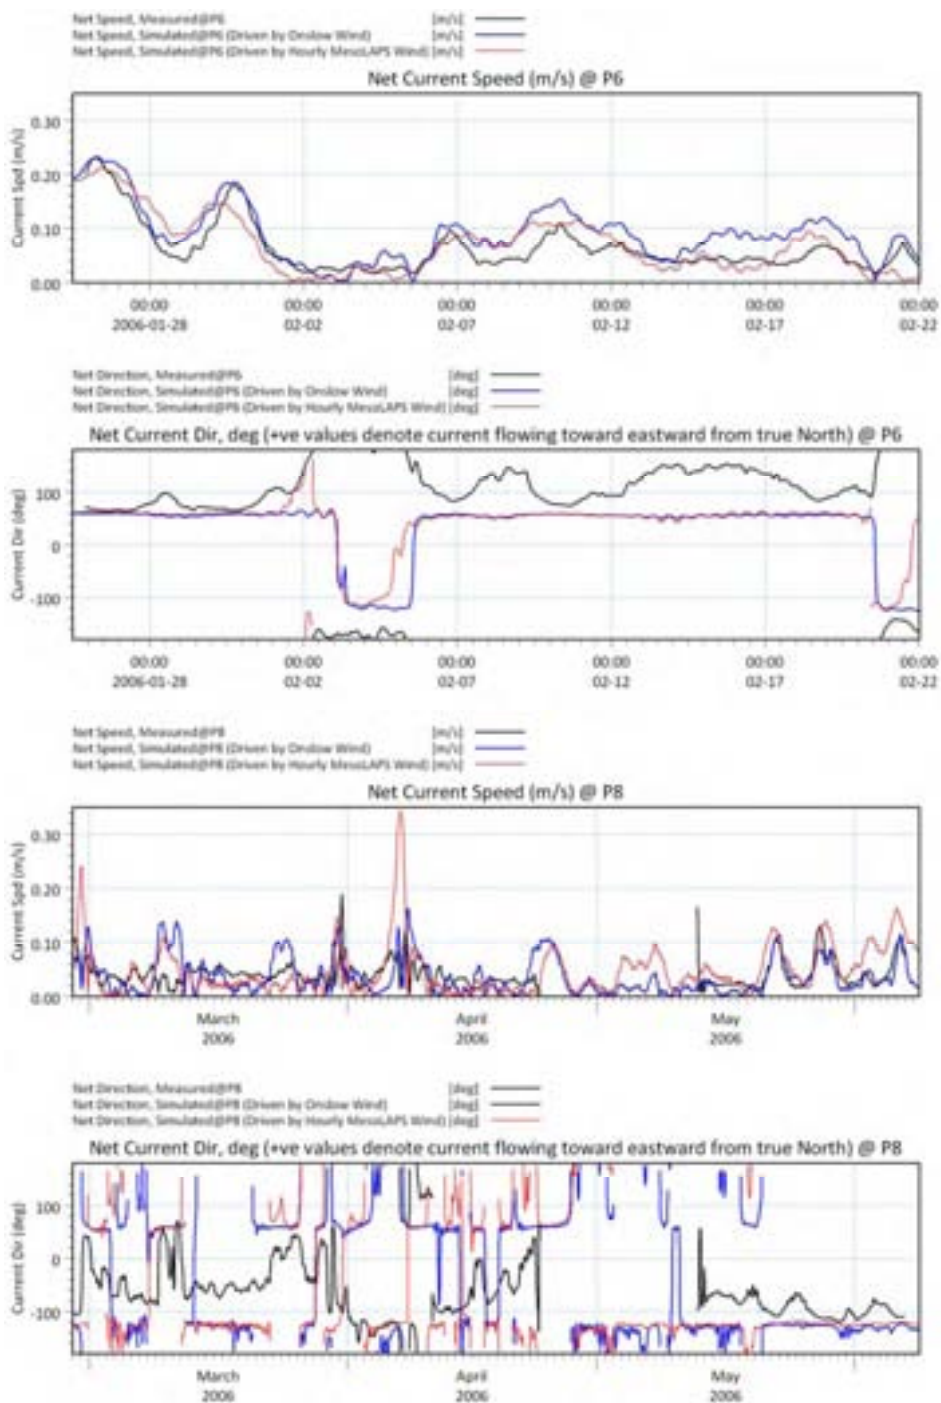 Net Speed, Measured@P6 [m/s]
Net Speed, Simulated@P6 (Driven by Onslow Wind) [m/s]
Net Speed, Simulated@P6 (Driven by Hourly MesoLAPS Wind) [m/s]
Net Current Speed (m/s) @ P6
Current Spd (m/s)
0.30
0.20
0.10
0.00
00:00 00:00 00:00 00:00 00:00 00:00
2006-01-28 02-02 02-07 02-12 02-17 02-22
Net Direction, Measured@P6 [deg]
Net Direction, Simulated@P6 (Driven by Onslow Wind) [deg]
Net Direction, Simulated@P6 (Driven by Hourly MesoLAPS Wind) [deg]
Net Current Dir, deg (+ve values denote current flowing toward eastward from true North) @ P6
Current Dir (deg)
100
0
-100
00:00 00:00 00:00 00:00 00:00 00:00
2006-01-28 02-02 02-07 02-12 02-17 02-22
Net Speed, Measured@P8 [m/s]
Net Speed, Simulated@P8 (Driven by Onslow Wind) [m/s]
Net Speed, Simulated@P8 (Driven by Hourly MesoLAPS Wind) [m/s]
Net Current Speed (m/s) @ P8
Current Spd (m/s)
0.30
0.20
0.10
0.00
March April May
2006 2006 2006
Net Direction, Measured@P8 [deg]
Net Direction, Simulated@P8 (Driven by Onslow Wind) [deg]
Net Direction, Simulated@P8 (Driven by Hourly MesoLAPS Wind) [deg]
Net Current Dir, deg (+ve values denote current flowing toward eastward from true North) @ P8
Current Dir (deg)
100
0
-100
March April May
2006 2006 2006